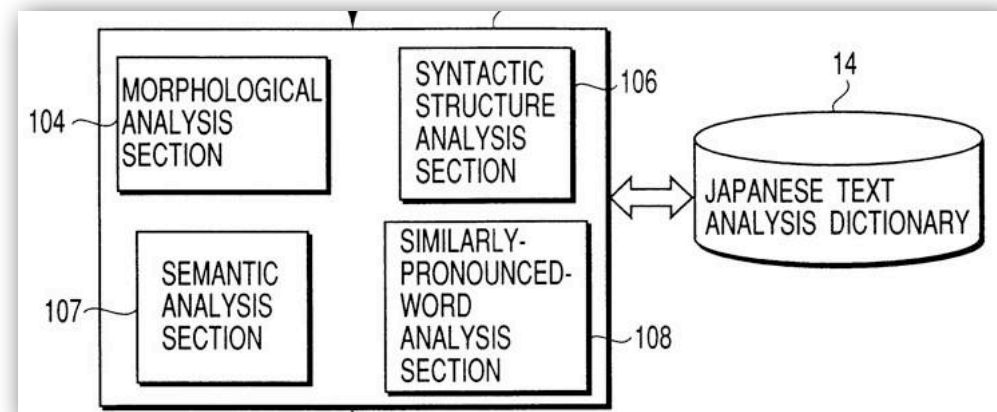 104
MORPHOLOGICAL
ANALYSIS
SECTION
SYNTACTIC
STRUCTURE
ANALYSIS
SECTION
106
107
SEMANTIC
ANALYSIS
SECTION
SIMILARLY-
PRONOUNCED-
WORD
ANALYSIS
SECTION
108
14
JAPANESE TEXT
ANALYSIS DICTIONARY